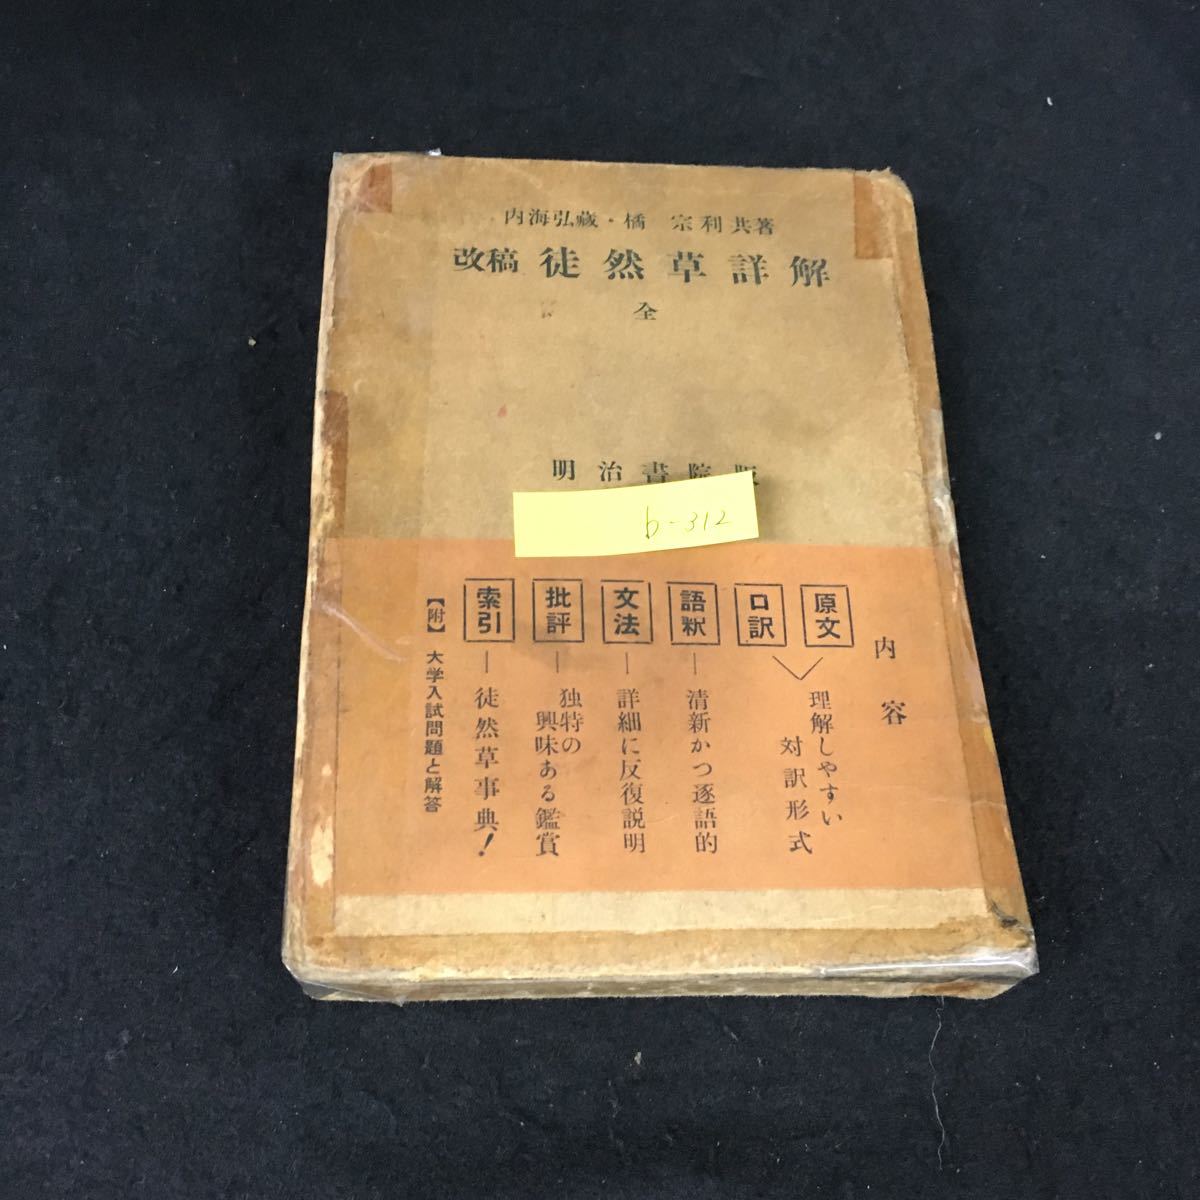 内海弘蔵・橘 宗利共著
改稿 徒然草詳解
全
明治書院版
b-312
内容
原文
口訳
理解しやすい
対訳形式
語釈
清新かつ逐語的
文法
詳細に反復説明
批評
独特の
興味ある鑑賞
索引
徒然草事典!
【附】 大学入試問題と解答